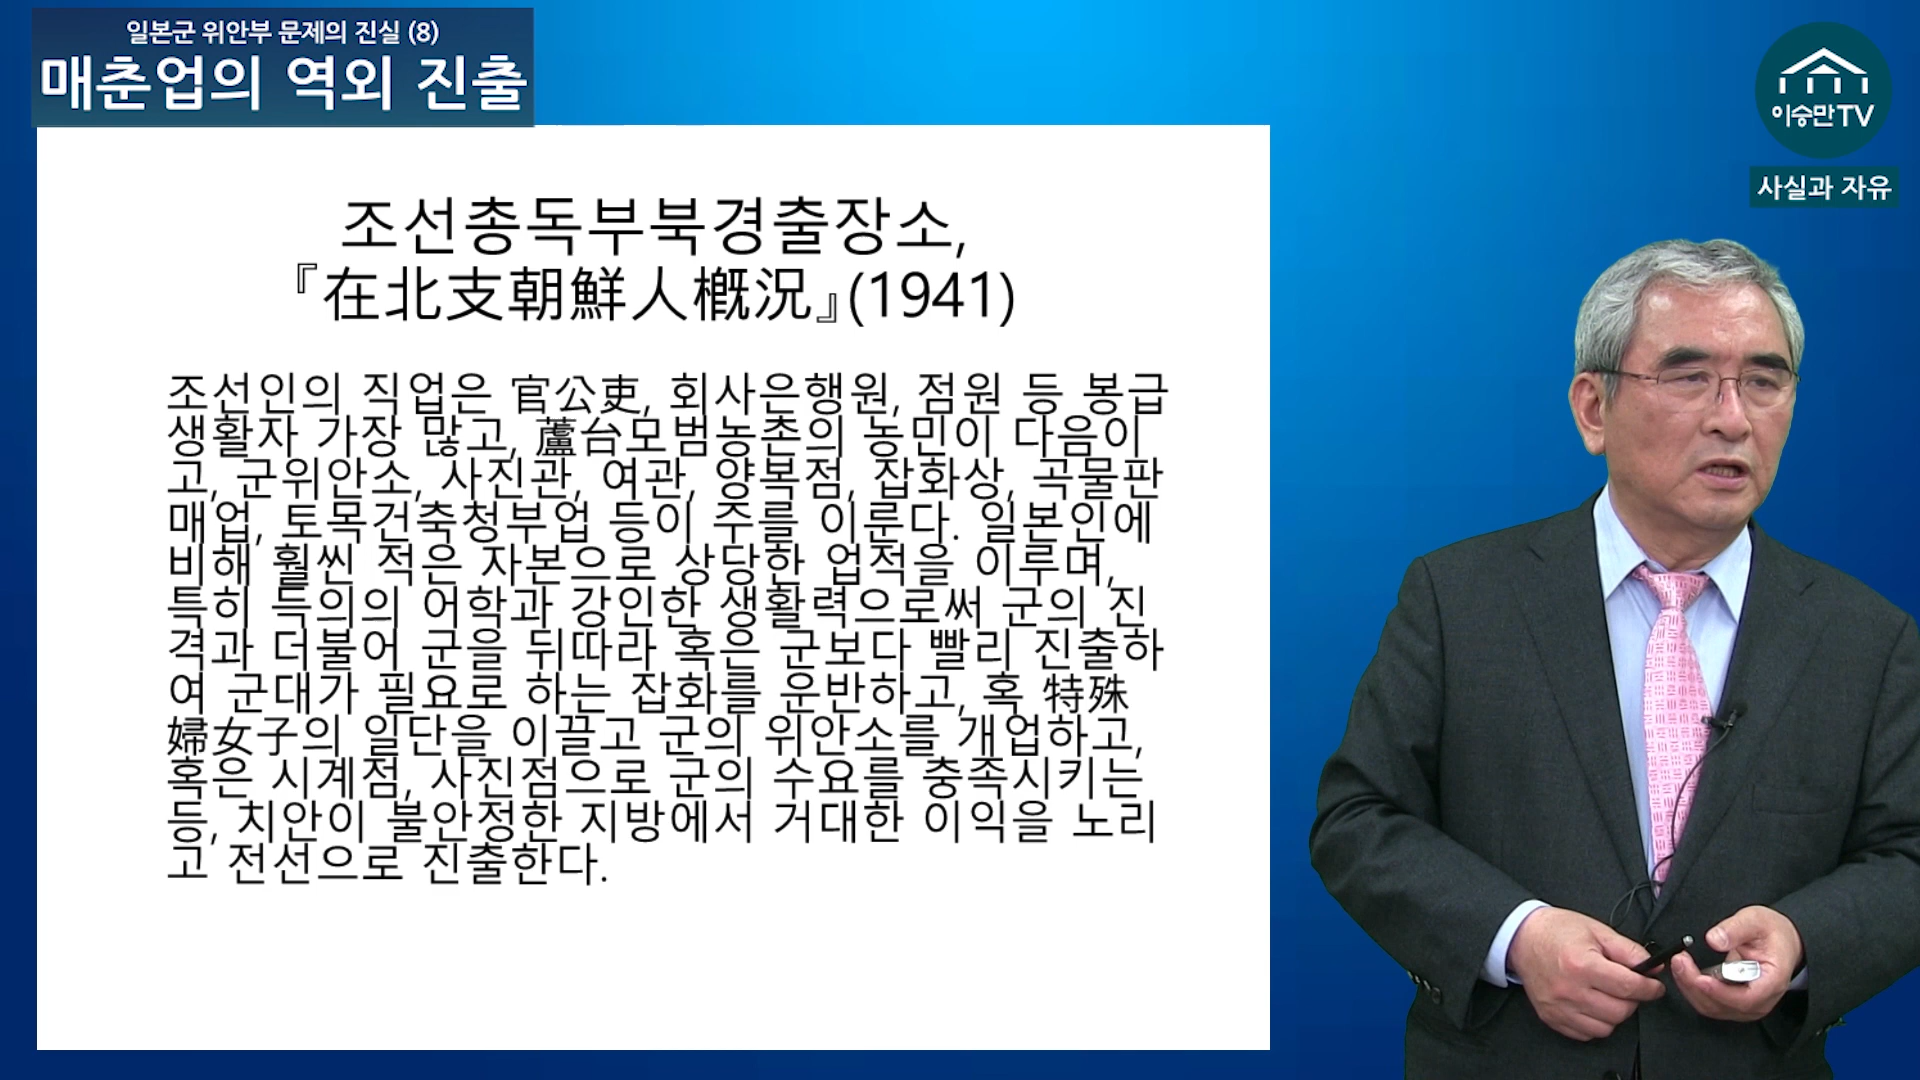 일본군 위안부 문제의 진실 (8)
매춘업의 역외 진출
이승만TV
사실과 자유
조선총독부북경출장소,
『在北支朝鮮人槪況』(1941)
조선인의 직업은 官公吏, 회사은행원, 점원 등 봉급
생활자 가장 많고, 蘆台모범농촌의 농민이 다음이
고, 군위안소, 사진관, 여관, 양복점, 잡화상, 곡물판
매업, 토목건축청부업 등이 주를 이룬다. 일본인에
비해 훨씬 적은 자본으로 상당한 업적을 이루며,
특히 특의의 어학과 강인한 생활력으로써 군의 진
격과 더불어 군을 뒤따라 혹은 군보다 빨리 진출하
여 군대가 필요로 하는 잡화를 운반하고, 혹 特殊
婦女子의 일단을 이끌고 군의 위안소를 개업하고,
혹은 시계점, 사진점으로 군의 수요를 충족시키는
등, 치안이 불안정한 지방에서 거대한 이익을 노리
고 전선으로 진출한다.